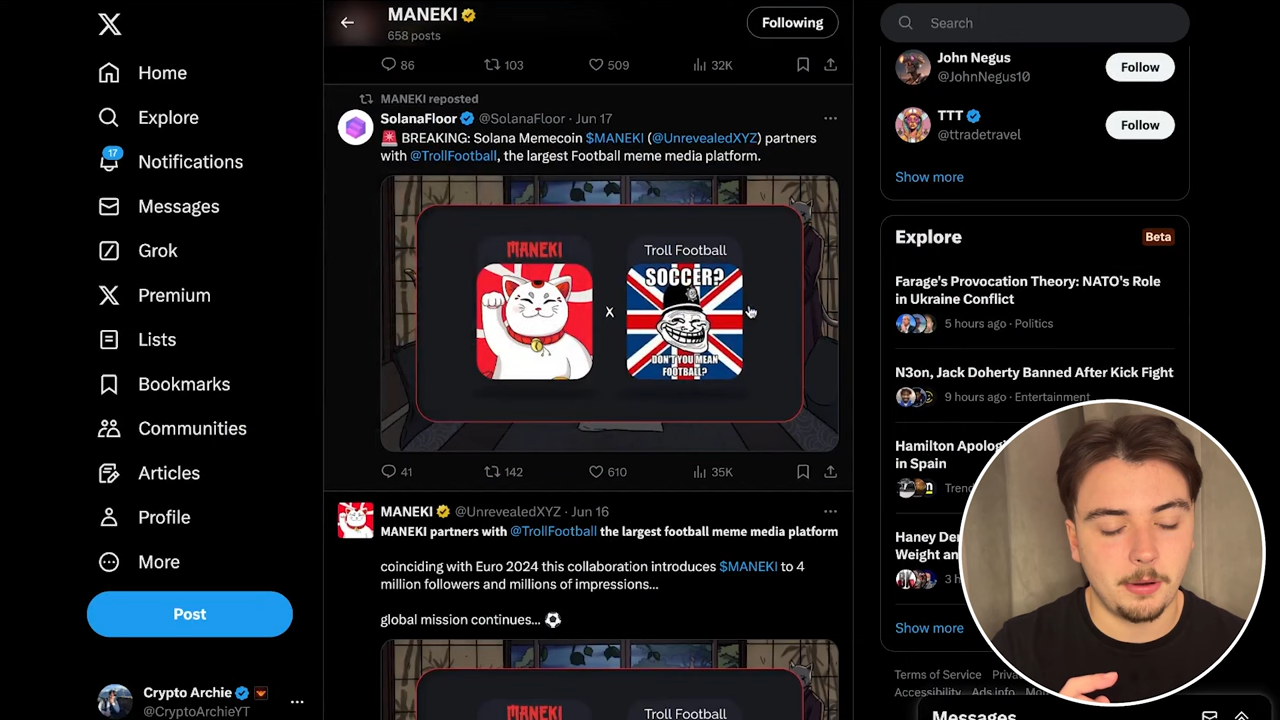 Home
Explore
17
Notifications
Messages
Grok
Premium
Lists
Bookmarks
Communities
Articles
Profile
More
Post
Crypto Archie
@CryptoArchieYT
MANEKI
658 posts
Following
86 103 509 32K
MANEKI reposted
SolanaFloor @SolanaFloor · Jun 17
🚨 BREAKING: Solana Memecoin $MANEKI (@UnrevealedXYZ) partners
with @TrollFootball, the largest Football meme media platform.
MANEKI
Troll Football
x
SOCCER?
DON'T YOU MEAN
FOOTBALL?
41 142 610 35K
MANEKI @UnrevealedXYZ · Jun 16
MANEKI partners with @TrollFootball the largest football meme media platform
coinciding with Euro 2024 this collaboration introduces $MANEKI to 4
million followers and millions of impressions...
global mission continues... ⚽
MANEKI
Troll Football
Search
John Negus
@JohnNegus10
Follow
TTT
@ttradetravel
Follow
Show more
Explore
Beta
Farage's Provocation Theory: NATO's Role
in Ukraine Conflict
5 hours ago · Politics
N3on, Jack Doherty Banned After Kick Fight
9 hours ago · Entertainment
Hamilton
in Spain
Haney
Weight
Show more
Terms of Service
Accessibility Ads info
Messages